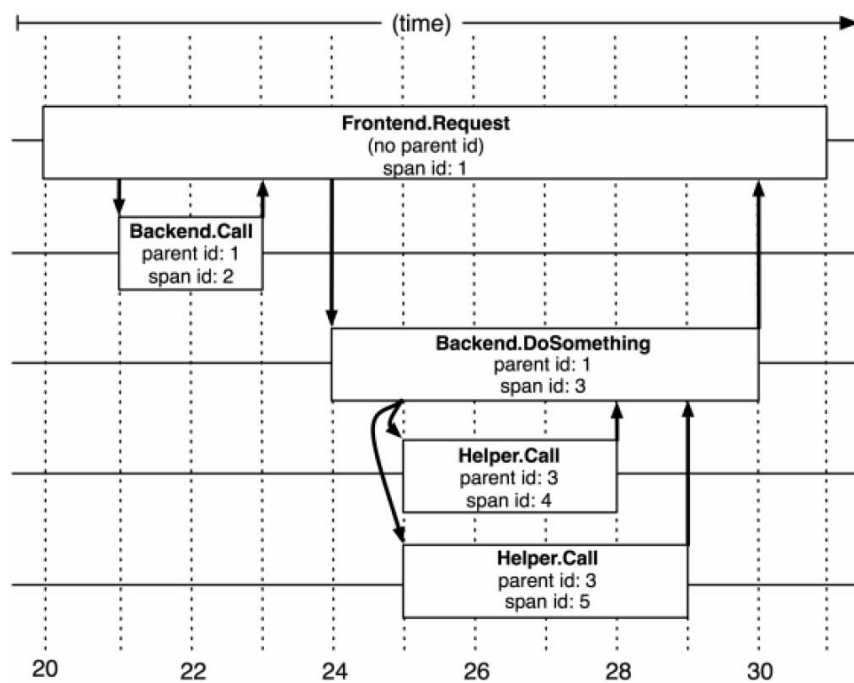 (time)
Frontend.Request
(no parent id)
span id: 1
Backend.Call
parent id: 1
span id: 2
Backend.DoSomething
parent id: 1
span id: 3
Helper.Call
parent id: 3
span id: 4
Helper.Call
parent id: 3
span id: 5
20 22 24 26 28 30